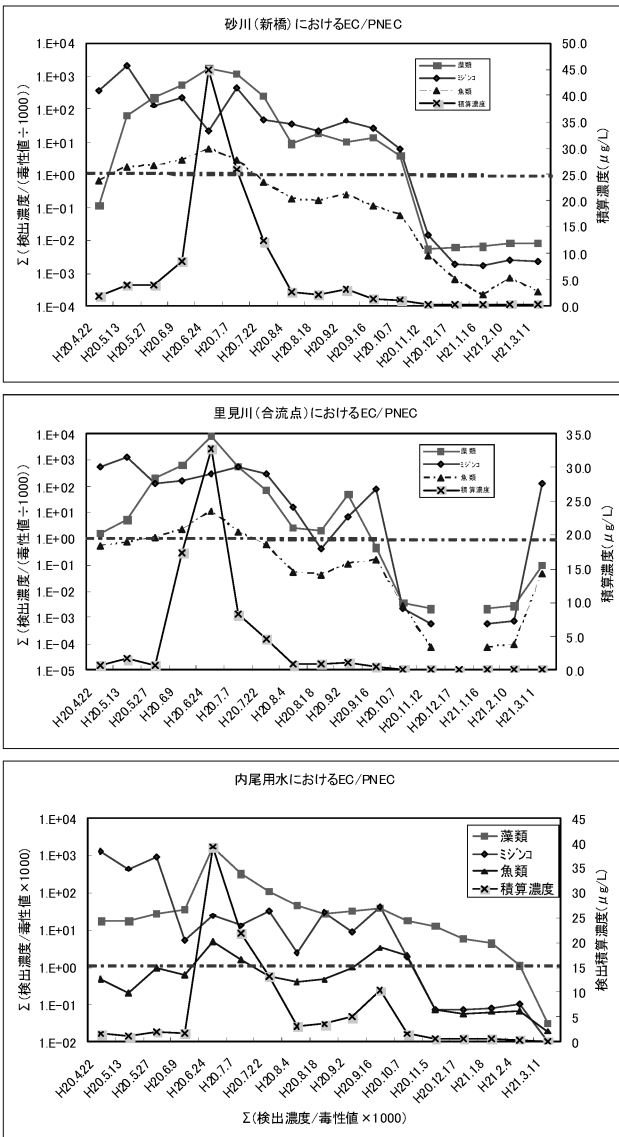 砂川(新橋)におけるEC/PNEC
1.E+04
1.E+03
1.E+02
1.E+01
1.E+00
1.E-01
1.E-02
1.E-03
1.E-04
Σ(検出濃度/(毒性値÷1000))
50.0
45.0
40.0
35.0
30.0
25.0
20.0
15.0
10.0
5.0
0.0
積算濃度(μg/L)
藻類
ミジンコ
魚類
積算濃度
H20.4.22
H20.5.13
H20.5.27
H20.6.9
H20.6.24
H20.7.7
H20.7.22
H20.8.4
H20.8.18
H20.9.2
H20.9.16
H20.10.7
H20.11.12
H20.12.17
H21.1.16
H21.2.10
H21.3.11
里見川(合流点)におけるEC/PNEC
1.E+04
1.E+03
1.E+02
1.E+01
1.E+00
1.E-01
1.E-02
1.E-03
1.E-04
1.E-05
Σ(検出濃度/(毒性値÷1000))
35.0
30.0
25.0
20.0
15.0
10.0
5.0
0.0
積算濃度(μg/L)
藻類
ミジンコ
魚類
積算濃度
H20.4.22
H20.5.13
H20.5.27
H20.6.9
H20.6.24
H20.7.7
H20.7.22
H20.8.4
H20.8.18
H20.9.2
H20.9.16
H20.10.7
H20.11.12
H20.12.17
H21.1.16
H21.2.10
H21.3.11
内尾用水におけるEC/PNEC
1.E+04
1.E+03
1.E+02
1.E+01
1.E+00
1.E-01
1.E-02
Σ(検出濃度/毒性値×1000)
45
40
35
30
25
20
15
10
5
0
検出積算濃度(μg/L)
藻類
ミジンコ
魚類
積算濃度
H20.4.22
H20.5.13
H20.5.27
H20.6.9
H20.6.24
H20.7.7
H20.7.22
H20.8.4
H20.8.18
H20.9.2
H20.9.16
H20.10.7
H20.11.5
H20.12.17
H21.1.8
H21.2.4
H21.3.11
Σ(検出濃度/毒性値×1000)